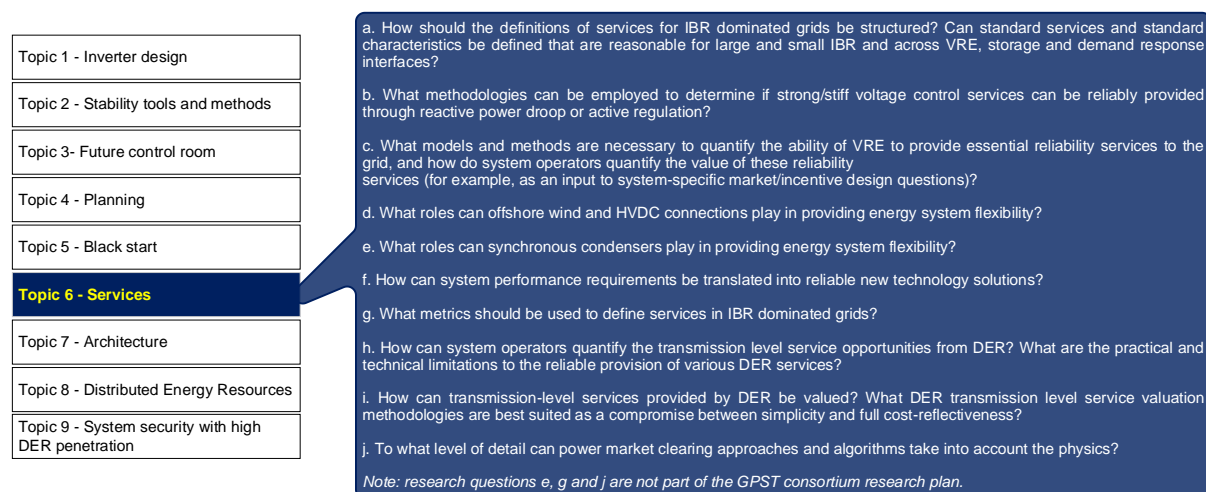 Topic 1 - Inverter design
Topic 2 - Stability tools and methods
Topic 3- Future control room
Topic 4 - Planning
Topic 5 - Black start
Topic 6 - Services
Topic 7 - Architecture
Topic 8 - Distributed Energy Resources
Topic 9 - System security with high
DER penetration
a. How should the definitions of services for IBR dominated grids be structured? Can standard services and standard
characteristics be defined that are reasonable for large and small IBR and across VRE, storage and demand response
interfaces?
b. What methodologies can be employed to determine if strong/stiff voltage control services can be reliably provided
through reactive power droop or active regulation?
c. What models and methods are necessary to quantify the ability of VRE to provide essential reliability services to the
grid, and how do system operators quantify the value of these reliability
services (for example, as an input to system-specific market/incentive design questions)?
d. What roles can offshore wind and HVDC connections play in providing energy system flexibility?
e. What roles can synchronous condensers play in providing energy system flexibility?
f. How can system performance requirements be translated into reliable new technology solutions?
g. What metrics should be used to define services in IBR dominated grids?
h. How can system operators quantify the transmission level service opportunities from DER? What are the practical and
technical limitations to the reliable provision of various DER services?
i. How can transmission-level services provided by DER be valued? What DER transmission level service valuation
methodologies are best suited as a compromise between simplicity and full cost-reflectiveness?
j. To what level of detail can power market clearing approaches and algorithms take into account the physics?
Note: research questions e, g and j are not part of the GPST consortium research plan.